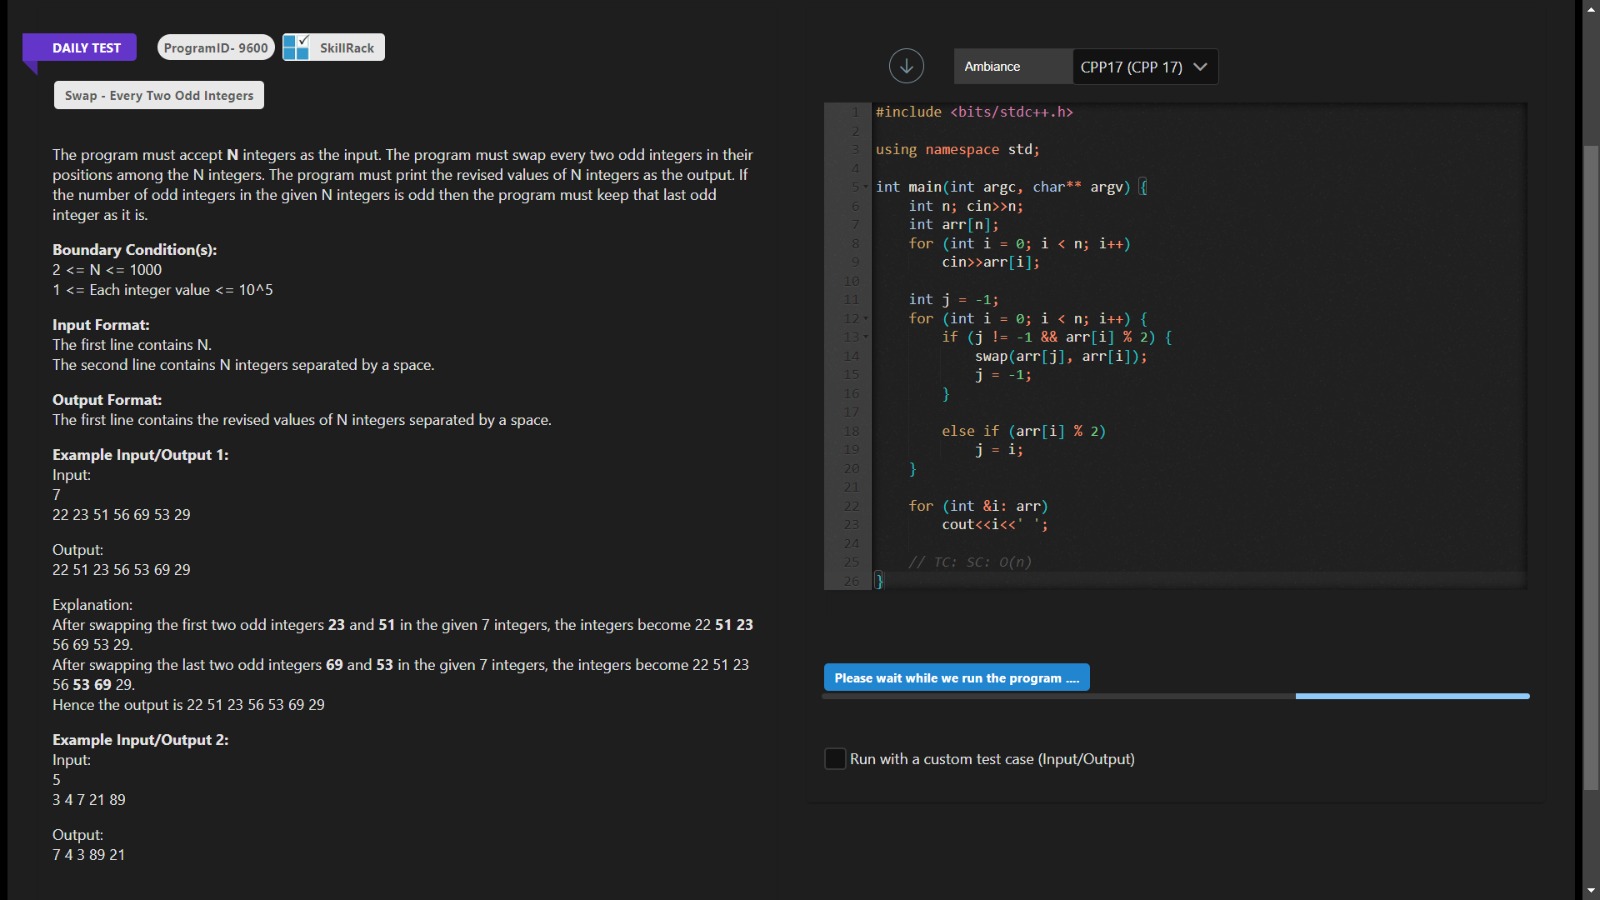 DAILY TEST
ProgramID- 9600
SkillRack
Swap - Every Two Odd Integers
The program must accept N integers as the input. The program must swap every two odd integers in their
positions among the N integers. The program must print the revised values of N integers as the output. If
the number of odd integers in the given N integers is odd then the program must keep that last odd
integer as it is.
Boundary Condition(s):
2 <= N <= 1000
1 <= Each integer value <= 10^5
Input Format:
The first line contains N.
The second line contains N integers separated by a space.
Output Format:
The first line contains the revised values of N integers separated by a space.
Example Input/Output 1:
Input:
7
22 23 51 56 69 53 29
Output:
22 51 23 56 53 69 29
Explanation:
After swapping the first two odd integers 23 and 51 in the given 7 integers, the integers become 22 51 23
56 69 53 29.
After swapping the last two odd integers 69 and 53 in the given 7 integers, the integers become 22 51 23
56 53 69 29.
Hence the output is 22 51 23 56 53 69 29
Example Input/Output 2:
Input:
5
3 4 7 21 89
Output:
7 4 3 89 21
Ambiance
CPP17 (CPP 17)
1 #include <bits/stdc++.h>
2
3 using namespace std;
4
5 int main(int argc, char** argv) {
6     int n; cin>>n;
7     int arr[n];
8     for (int i = 0; i < n; i++)
9         cin>>arr[i];
10
11     int j = -1;
12     for (int i = 0; i < n; i++) {
13         if (j != -1 && arr[i] % 2) {
14             swap(arr[j], arr[i]);
15             j = -1;
16         }
17
18         else if (arr[i] % 2)
19             j = i;
20     }
21
22     for (int &i: arr)
23         cout<<i<<' ';
24
25     // TC: SC: O(n)
26 }
Please wait while we run the program ....
Run with a custom test case (Input/Output)